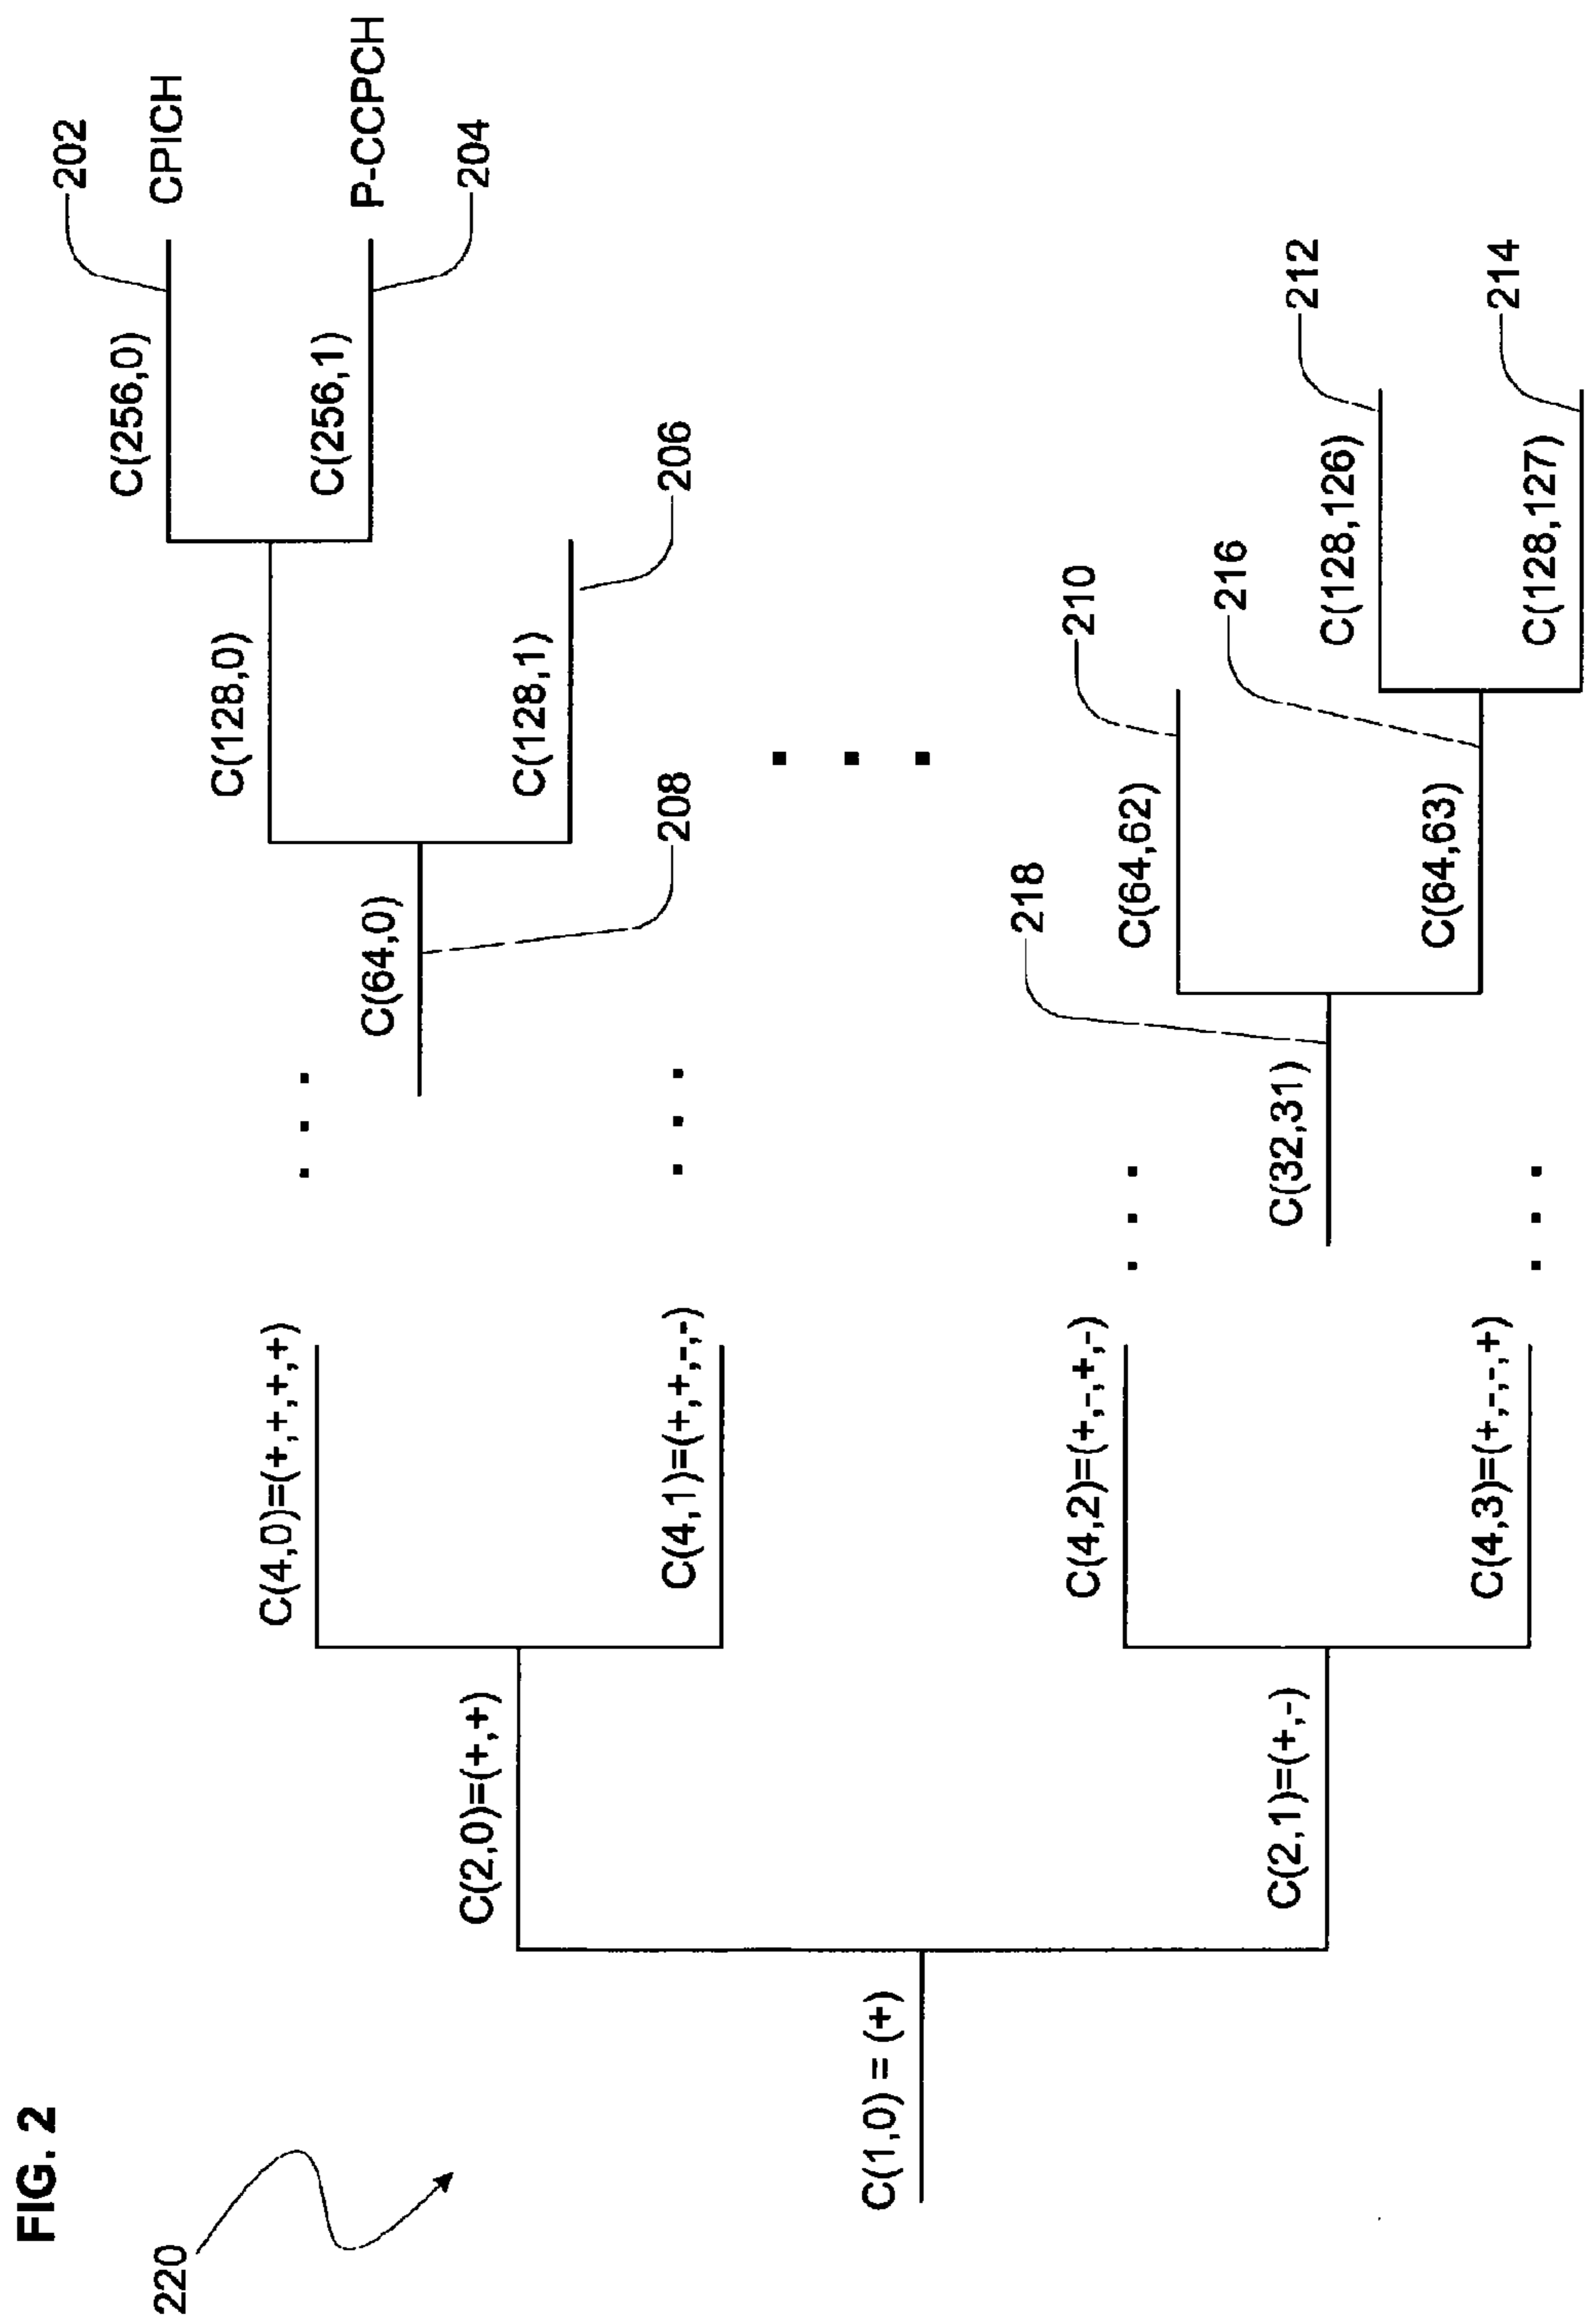 FIG. 2
220
C(1,0) = (+)
C(2,0)=(+,+)
C(2,1)=(+,-)
C(4,0)=(+,+,+,+)
C(4,1)=(+,+,-,-)
C(4,2)=(+,-,+,-)
C(4,3)=(+,-,-,+)
C(64,0)
208
C(128,0)
C(128,1)
206
C(256,0)
202
CPICH
C(256,1)
204
P-CCPCH
C(32,31)
218
C(64,62)
210
C(64,63)
216
C(128,126)
212
C(128,127)
214